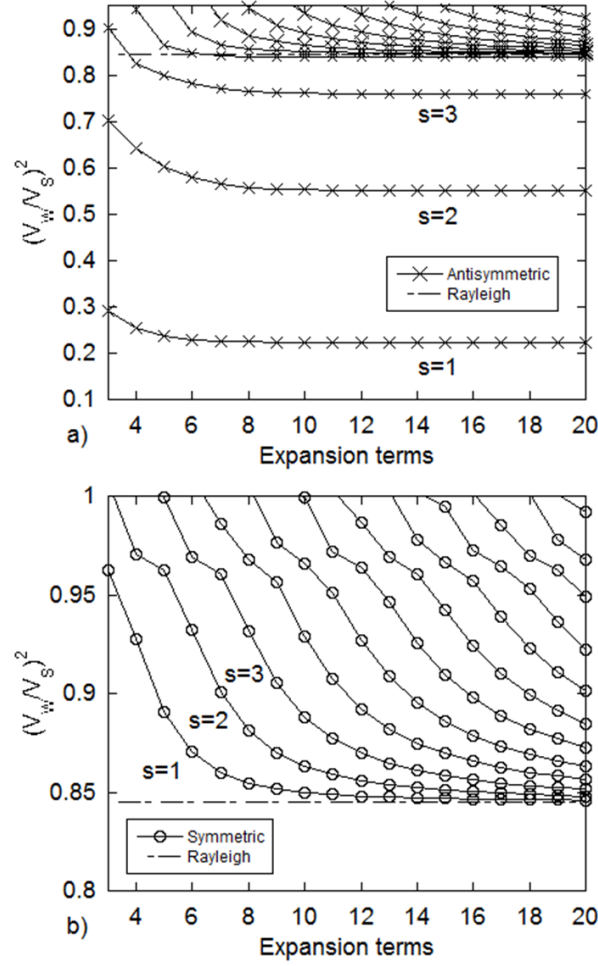 0.9
0.8
0.7
0.6
0.5
0.4
0.3
0.2
0.1
(V_W/V_S)^2
s=3
s=2
Antisymmetric
Rayleigh
s=1
4 6 8 10 12 14 16 18 20
a)
Expansion terms
1
0.95
0.9
0.85
0.8
(V_W/V_S)^2
s=3
s=2
s=1
Symmetric
Rayleigh
4 6 8 10 12 14 16 18 20
b)
Expansion terms